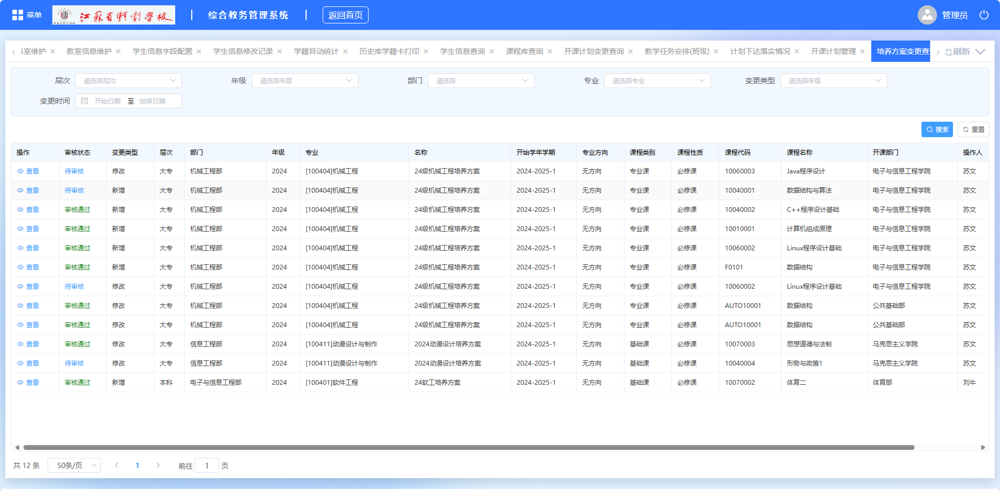 菜单 江苏省戏剧学校 综合教务管理系统 返回首页 管理员
室维护 教室信息维护 学生信息字段配置 学生信息修改记录 学籍异动统计 历史库学籍卡打印 学生信息查询 课程库查询 开课计划变更查询 教学任务安排(班级) 计划下达落实情况 开课计划管理 培养方案变更查 刷新
层次 请选择层次 年级 请选择年级 部门 请选择 专业 请选择专业 变更类型 请选择年级
变更时间 开始日期 至 结束日期
搜索 重置
操作 审核状态 变更类型 层次 部门 年级 专业 名称 开始学年学期 专业方向 课程类别 课程性质 课程代码 课程名称 开课部门 操作人
查看 待审核 修改 大专 机械工程部 2024 [100404]机械工程 24级机械工程培养方案 2024-2025-1 无方向 专业课 必修课 10060003 Java程序设计 电子与信息工程学院 苏文
查看 待审核 新增 大专 机械工程部 2024 [100404]机械工程 24级机械工程培养方案 2024-2025-1 无方向 专业课 必修课 10040001 数据结构与算法 电子与信息工程学院 苏文
查看 审核通过 新增 大专 机械工程部 2024 [100404]机械工程 24级机械工程培养方案 2024-2025-1 无方向 专业课 必修课 10040002 C++程序设计基础 电子与信息工程学院 苏文
查看 审核通过 新增 大专 机械工程部 2024 [100404]机械工程 24级机械工程培养方案 2024-2025-1 无方向 专业课 必修课 10010001 计算机组成原理 电子与信息工程学院 苏文
查看 审核通过 新增 大专 机械工程部 2024 [100404]机械工程 24级机械工程培养方案 2024-2025-1 无方向 专业课 必修课 10060002 Linux程序设计基础 电子与信息工程学院 苏文
查看 审核通过 新增 大专 机械工程部 2024 [100404]机械工程 24级机械工程培养方案 2024-2025-1 无方向 专业课 必修课 F0101 数据结构 电子与信息工程学院 苏文
查看 待审核 修改 大专 机械工程部 2024 [100404]机械工程 24级机械工程培养方案 2024-2025-1 无方向 专业课 必修课 10060002 Linux程序设计基础 电子与信息工程学院 苏文
查看 审核通过 修改 大专 机械工程部 2024 [100404]机械工程 24级机械工程培养方案 2024-2025-1 无方向 专业课 必修课 AUTO10001 数据结构 公共基础部 苏文
查看 审核通过 修改 大专 机械工程部 2024 [100404]机械工程 24级机械工程培养方案 2024-2025-1 无方向 专业课 必修课 AUTO10001 数据结构 公共基础部 苏文
查看 审核通过 修改 大专 信息工程部 2024 [100411]动漫设计与制作 2024动漫设计培养方案 2024-2025-1 无方向 基础课 必修课 10070003 思想道德与法制 马克思主义学院 苏文
查看 待审核 修改 大专 信息工程部 2024 [100411]动漫设计与制作 2024动漫设计培养方案 2024-2025-1 无方向 基础课 必修课 10040004 形势与政策1 马克思主义学院 苏文
查看 审核通过 新增 本科 电子与信息工程部 2024 [100401]软件工程 24软工培养方案 2024-2025-1 无方向 基础课 必修课 10070002 体育二 体育部 刘牛
共 12 条 50条/页 1 前往 1 页